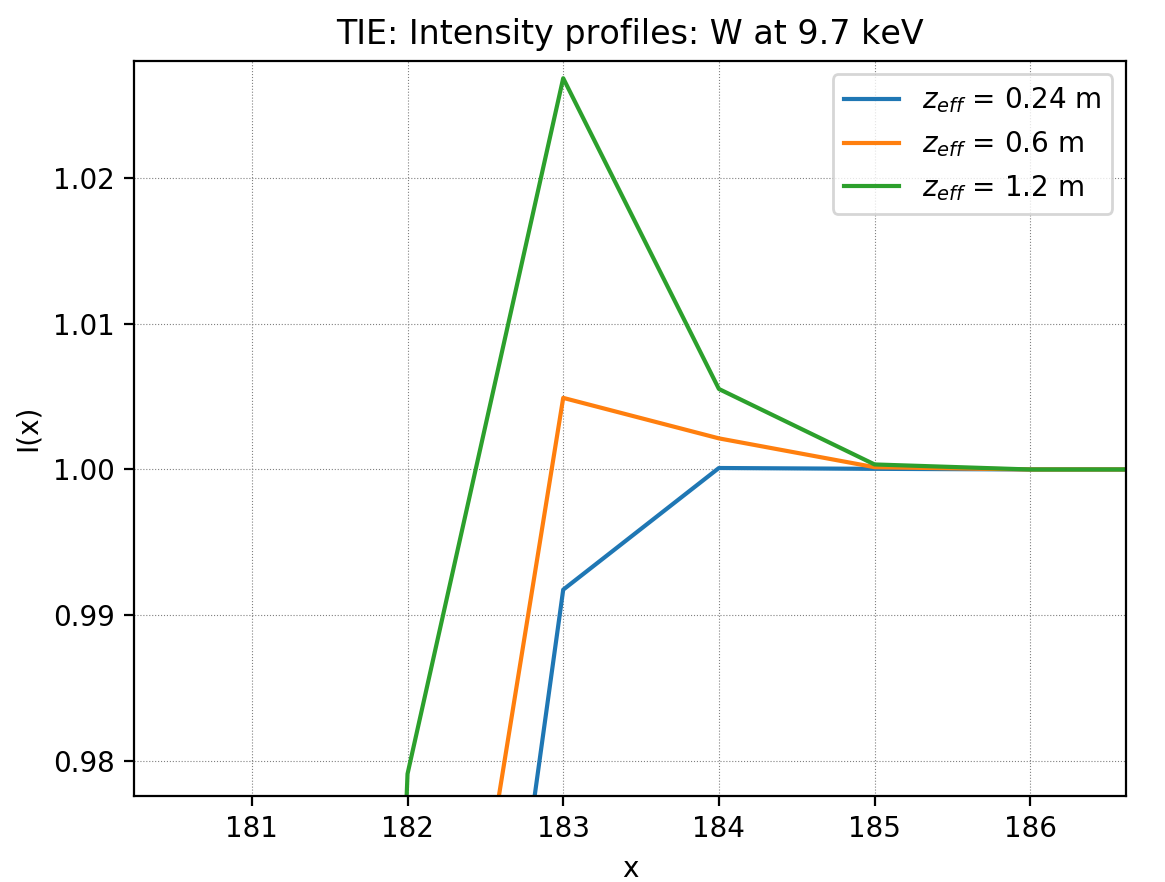 TIE: Intensity profiles: W at 9.7 keV
z_eff = 0.24 m
z_eff = 0.6 m
z_eff = 1.2 m
1.02
1.01
1.00
0.99
0.98
I(x)
181 182 183 184 185 186
x